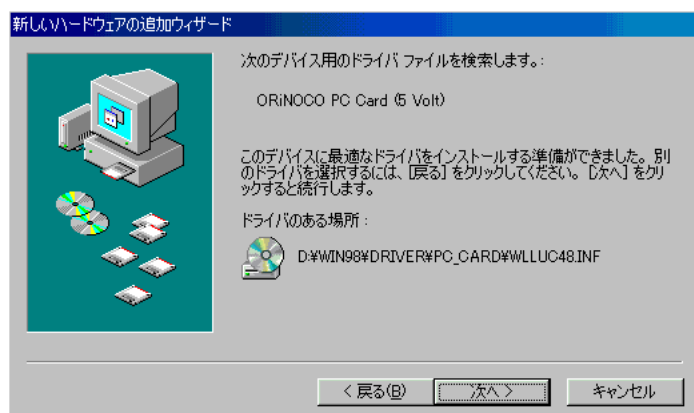 新しいハードウェアの追加ウィザード
次のデバイス用のドライバ ファイルを検索します。:
ORiNOCO PC Card (5 Volt)
このデバイスに最適なドライバをインストールする準備ができました。別
のドライバを選択するには、[戻る] をクリックしてください。[次へ] をクリ
ックすると続行します。
ドライバのある場所:
D:¥WIN98¥DRIVER¥PC_CARD¥WLLUC48.INF
< 戻る(B)
次へ >
キャンセル